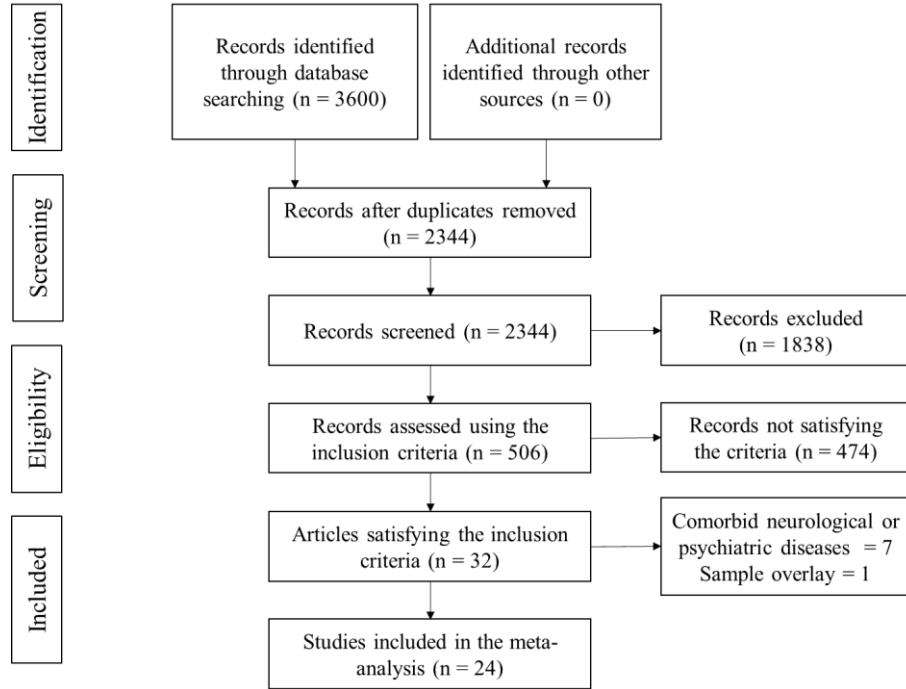 Identification
Records identified
through database
searching (n = 3600)
Additional records
identified through other
sources (n = 0)
Screening
Records after duplicates removed
(n = 2344)
Records screened (n = 2344)
Records excluded
(n = 1838)
Eligibility
Records assessed using the
inclusion criteria (n = 506)
Records not satisfying
the criteria (n = 474)
Included
Articles satisfying the inclusion
criteria (n = 32)
Comorbid neurological or
psychiatric diseases = 7
Sample overlay = 1
Studies included in the meta-
analysis (n = 24)